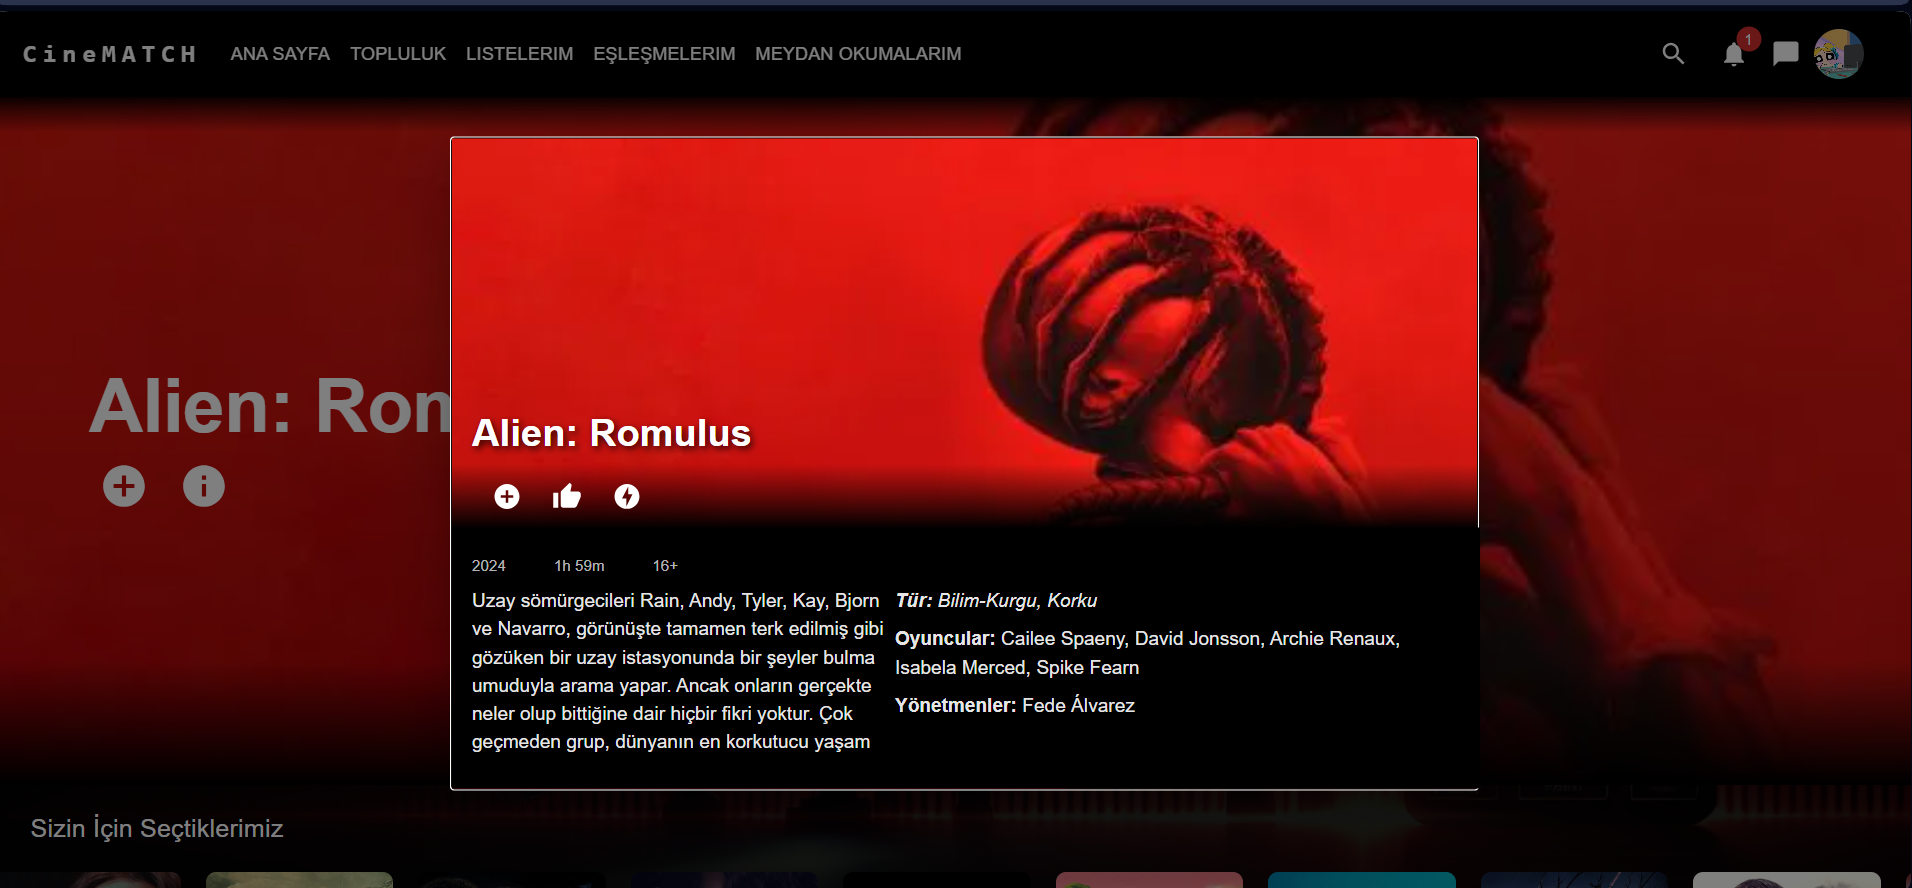 CineMATCH ANA SAYFA TOPLULUK LISTELERIM EŞLEŞMELERIM MEYDAN OKUMALARIM 1
Alien: Rom
Alien: Romulus
2024 1h 59m 16+
Uzay sömürgecileri Rain, Andy, Tyler, Kay, Bjorn
ve Navarro, görünüşte tamamen terk edilmiş gibi
gözüken bir uzay istasyonunda bir şeyler bulma
umuduyla arama yapar. Ancak onların gerçekte
neler olup bittiğine dair hiçbir fikri yoktur. Çok
geçmeden grup, dünyanın en korkutucu yaşam
Tür: Bilim-Kurgu, Korku
Oyuncular: Cailee Spaeny, David Jonsson, Archie Renaux,
Isabela Merced, Spike Fearn
Yönetmenler: Fede Álvarez
Sizin İçin Seçtiklerimiz